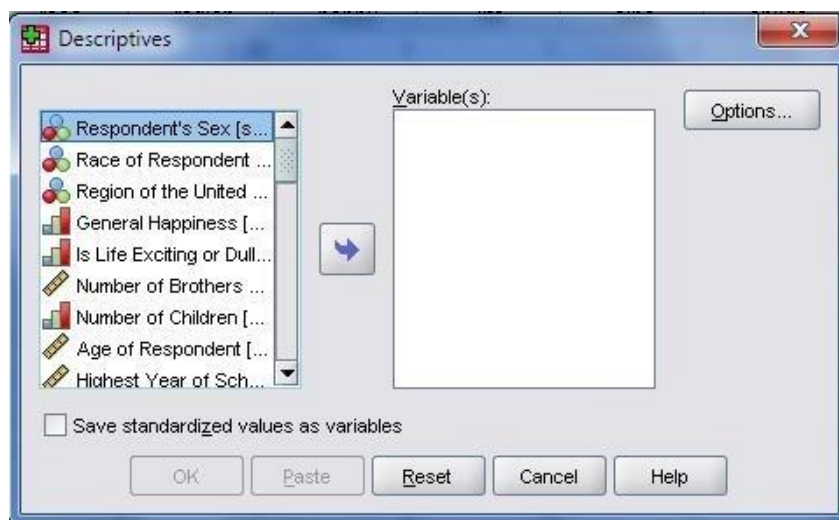 Descriptives
Variable(s):
Options...
Respondent's Sex [s...
Race of Respondent ...
Region of the United ...
General Happiness [...
Is Life Exciting or Dull...
Number of Brothers ...
Number of Children [...
Age of Respondent [...
Highest Year of Sch...
Save standardized values as variables
OK
Paste
Reset
Cancel
Help